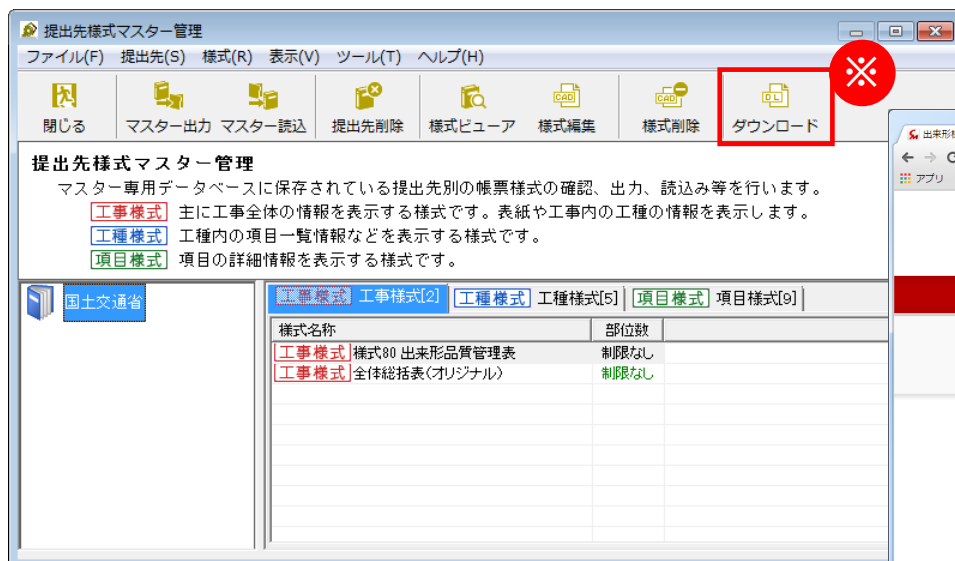 提出先様式マスター管理
ファイル(F) 提出先(S) 様式(R) 表示(V) ツール(T) ヘルプ(H)
※
閉じる マスター出力 マスター読込 提出先削除 様式ビューア 様式編集 様式削除 ダウンロード
CAD CAD DL
提出先様式マスター管理
マスター専用データベースに保存されている提出先別の帳票様式の確認、出力、読込み等を行います。
工事様式 主に工事全体の情報を表示する様式です。表紙や工事内の工種の情報を表示します。
工種様式 工種内の項目一覧情報などを表示する様式です。
項目様式 項目の詳細情報を表示する様式です。
国土交通省
工事様式 工事様式[2] 工種様式 工種様式[5] 項目様式 項目様式[9]
様式名称 部位数
工事様式 様式80 出来形品質管理表 制限なし
工事様式 全体総括表(オリジナル) 制限なし
出来形
アプリ